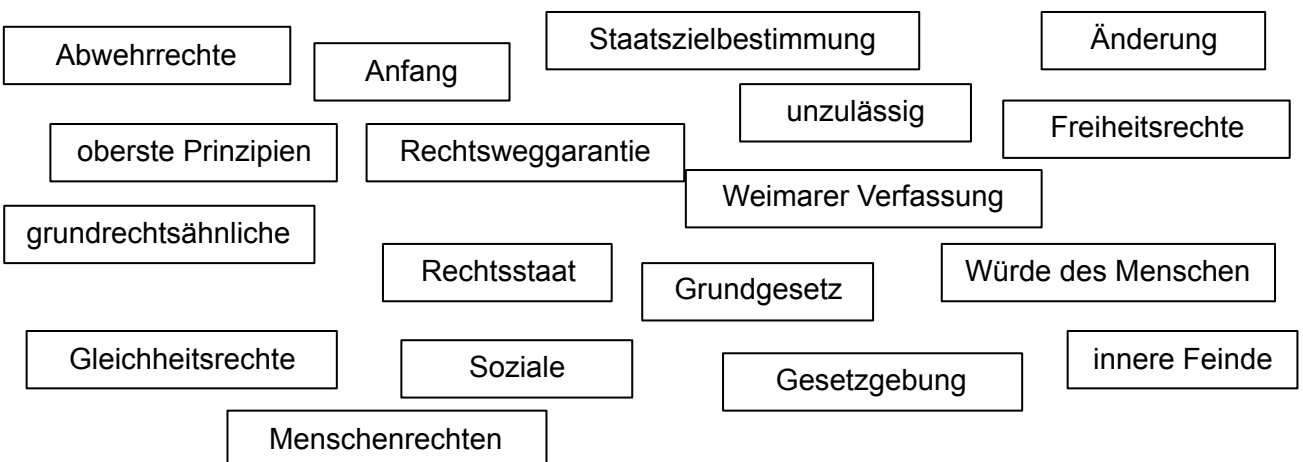 Abwehrrechte
Anfang
Staatszielbestimmung
Änderung
unzulässig
Freiheitsrechte
oberste Prinzipien
Rechtsweggarantie
Weimarer Verfassung
grundrechtsähnliche
Rechtsstaat
Grundgesetz
Würde des Menschen
Gleichheitsrechte
Soziale
Gesetzgebung
innere Feinde
Menschenrechten